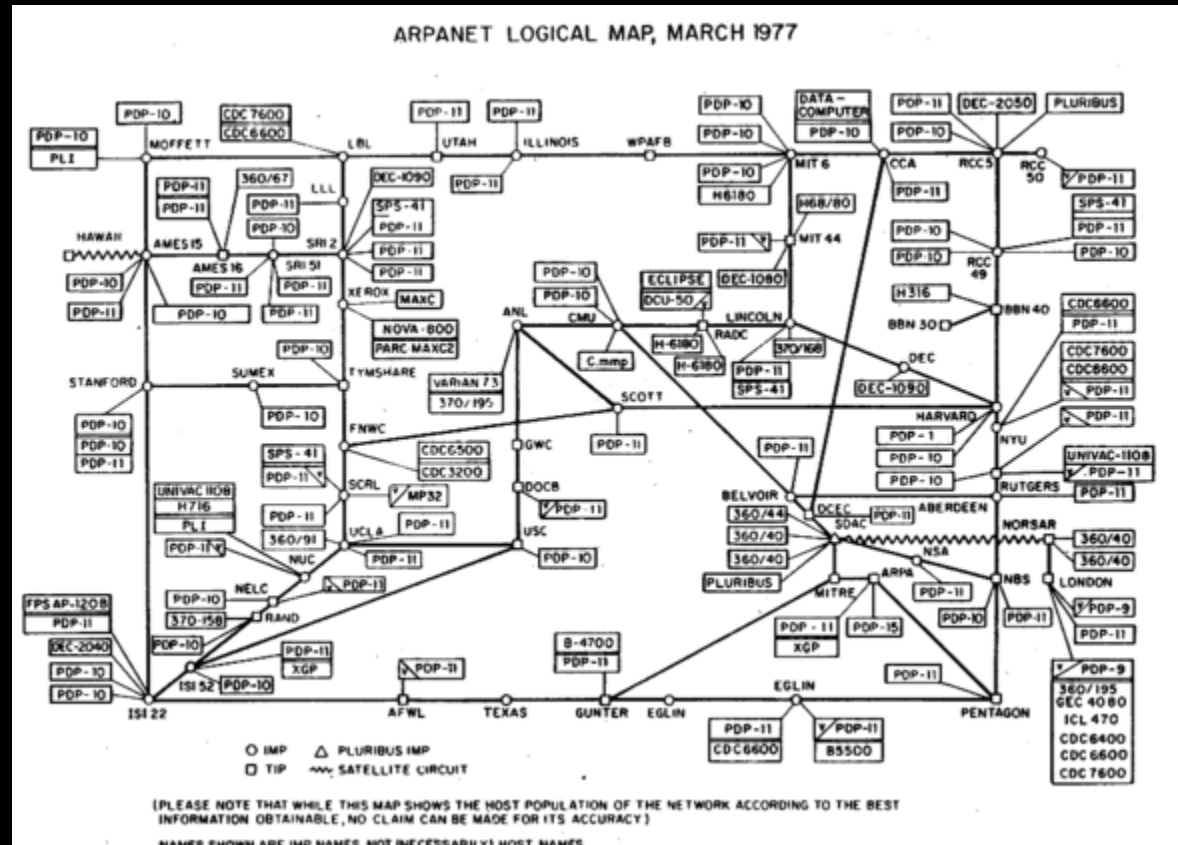 ARPANET LOGICAL MAP, MARCH 1977
PDP-10
PDP-10
PLI
MOFFETT
CDC7600
CDC6600
LBL
PDP-11
UTAH
PDP-11
ILLINOIS
PDP-11
WPAFB
PDP-10
PDP-10
PDP-10
H6180
MIT 6
DATA-
COMPUTER
PDP-10
CCA
PDP-11
PDP-11
PDP-10
DEC-2050
PLURIBUS
RCC 5
RCC
50
PDP-11
HAWAII
AMES 15
PDP-11
PDP-11
360/67
AMES 16
PDP-10
PDP-11
PDP-10
LLL
PDP-11
PDP-10
SRI 51
PDP-11
PDP-11
SRI 2
DEC-1090
SPS-41
PDP-11
PDP-11
PDP-11
XEROX
MAXC
NOVA-800
PARC MAXC2
H68/80
MIT 44
PDP-11
DEC-1080
SPS-41
PDP-11
PDP-10
PDP-10
PDP-10
RCC
49
H316
BBN 40
BBN 30
PDP-10
PDP-10
CMU
C.mmp
ECLIPSE
DCU-50
RADC
H-6180
H-6180
LINCOLN
370/168
PDP-11
SPS-41
DEC
DEC-1090
CDC6600
PDP-11
CDC7600
CDC6600
PDP-11
PDP-11
STANFORD
PDP-10
PDP-10
PDP-11
SUMEX
PDP-10
PDP-10
TYMSHARE
ANL
VARIAN 73
370/195
SCOTT
PDP-11
HARVARD
PDP-1
PDP-10
PDP-10
NYU
FNWC
CDC6500
CDC3200
GWC
DOCB
PDP-11
SPS-41
PDP-11
SCRL
MP32
PDP-11
UNIVAC 1108
H716
PLI
PDP-11
NUC
UCLA
360/91
PDP-11
PDP-11
USC
PDP-10
PDP-11
BELVOIR
DCEC
PDP-11
ABERDEEN
UNIVAC-1108
PDP-11
RUTGERS
PDP-11
360/44
360/40
360/40
PLURIBUS
SDAC
NORSAR
360/40
360/40
NSA
PDP-11
NBS
PDP-10
PDP-11
LONDON
PDP-9
PDP-11
PDP-9
360/195
GEC 4080
ICL 470
CDC6400
CDC6600
CDC7600
MITRE
ARPA
PDP-11
XGP
PDP-15
NELC
PDP-10
PDP-11
RAND
370-158
PDP-10
FPS AP-120B
PDP-11
DEC-2040
PDP-10
PDP-10
ISI 22
ISI 52
PDP-11
XGP
PDP-10
PDP-11
AFWL
TEXAS
B-4700
PDP-11
GUNTER
EGLIN
EGLIN
PDP-11
CDC6600
PDP-11
B5500
PDP-11
PENTAGON
IMP
PLURIBUS IMP
TIP
SATELLITE CIRCUIT
(PLEASE NOTE THAT WHILE THIS MAP SHOWS THE HOST POPULATION OF THE NETWORK ACCORDING TO THE BEST
INFORMATION OBTAINABLE, NO CLAIM CAN BE MADE FOR ITS ACCURACY)
NAMES SHOWN ARE IMP NAMES, NOT (NECESSARILY) HOST NAMES